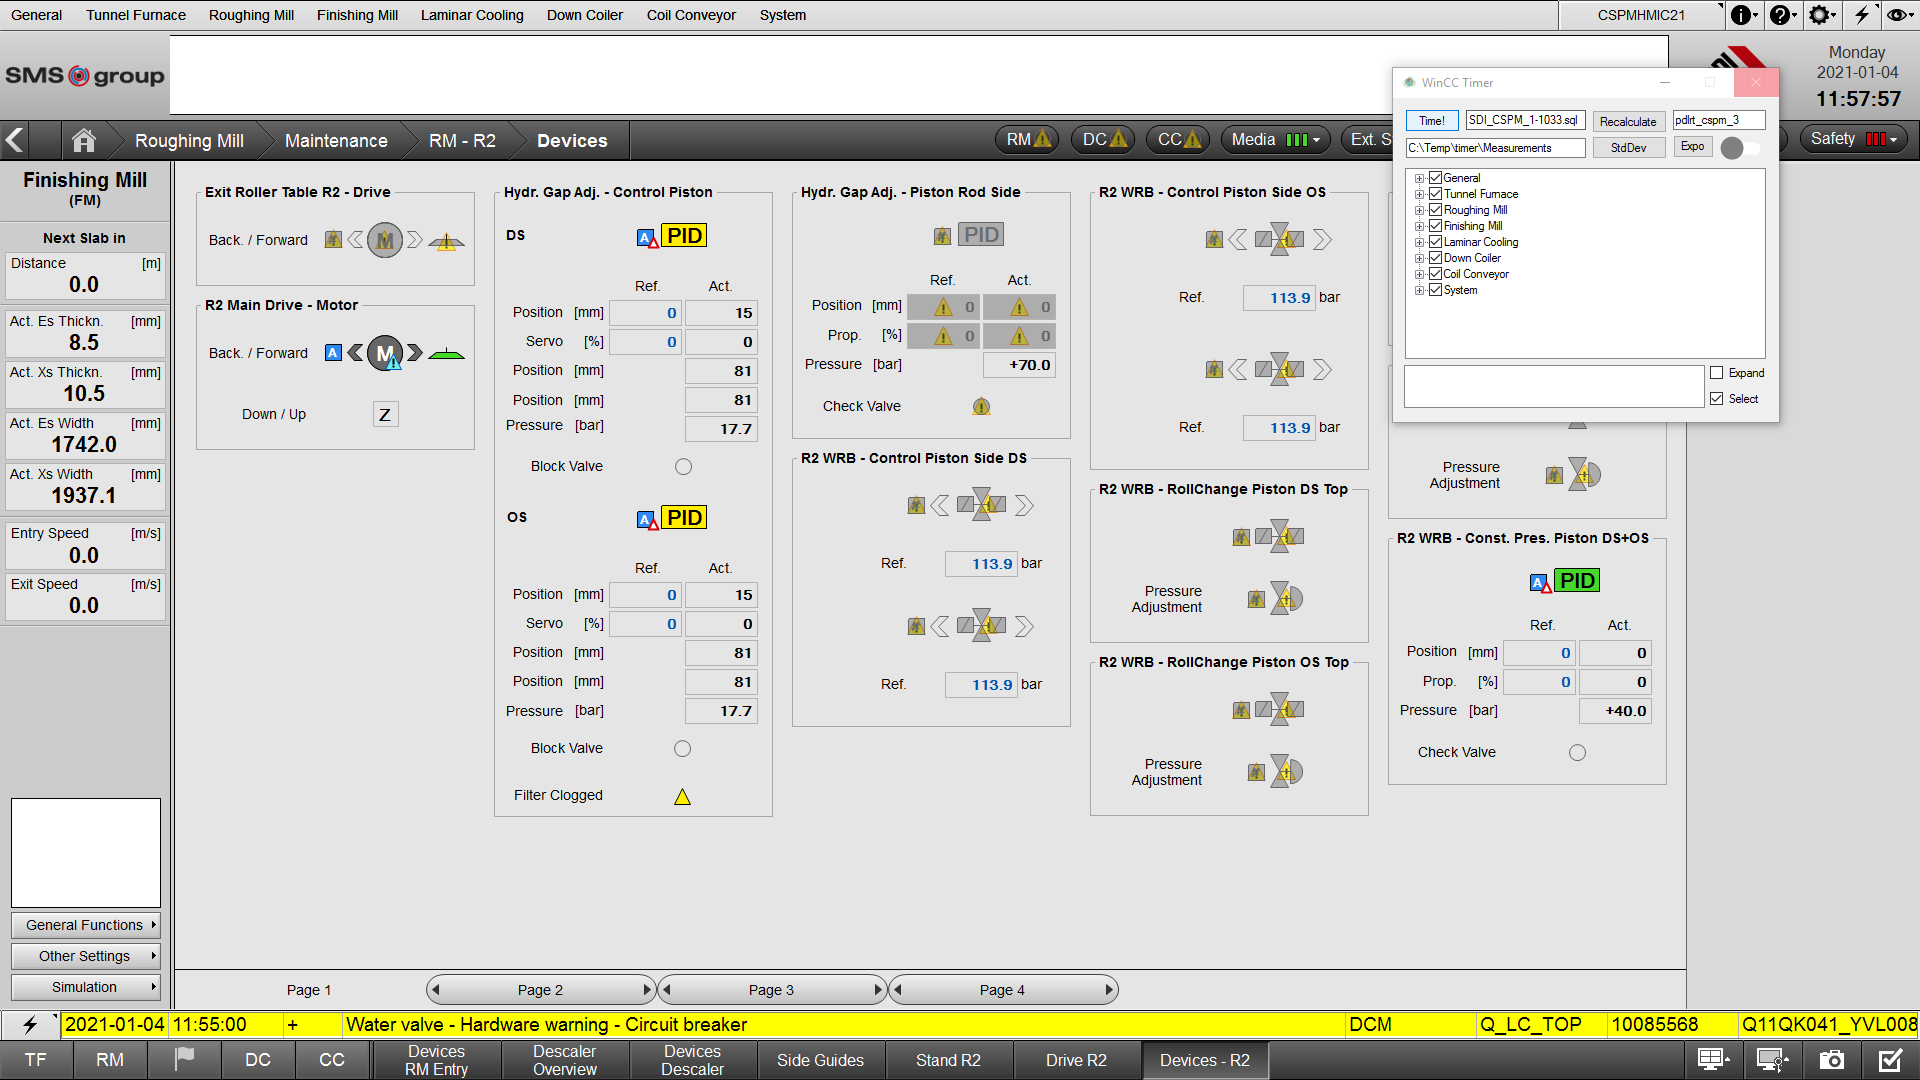 General Tunnel Furnace Roughing Mill Finishing Mill Laminar Cooling Down Coiler Coil Conveyor System CSPMHMIC21
SMS group
Monday
2021-01-04
11:57:57
Roughing Mill Maintenance RM - R2 Devices RM DC CC Media Ext. S Safety
WinCC Timer
Time! SDI_CSPM_1-1033.sql Recalculate pdlrt_cspm_3
C:\Temp\timer\Measurements StdDev Expo
General
Tunnel Furnace
Roughing Mill
Finishing Mill
Laminar Cooling
Down Coiler
Coil Conveyor
System
Expand
Select
Finishing Mill
(FM)
Next Slab in
Distance [m]
0.0
Act. Es Thickn. [mm]
8.5
Act. Xs Thickn. [mm]
10.5
Act. Es Width [mm]
1742.0
Act. Xs Width [mm]
1937.1
Entry Speed [m/s]
0.0
Exit Speed [m/s]
0.0
General Functions
Other Settings
Simulation
Exit Roller Table R2 - Drive
Back. / Forward M
R2 Main Drive - Motor
Back. / Forward A M
Down / Up Z
Hydr. Gap Adj. - Control Piston
DS A PID
Ref. Act.
Position [mm] 0 15
Servo [%] 0 0
Position [mm] 81
Position [mm] 81
Pressure [bar] 17.7
Block Valve
OS A PID
Ref. Act.
Position [mm] 0 15
Servo [%] 0 0
Position [mm] 81
Position [mm] 81
Pressure [bar] 17.7
Block Valve
Filter Clogged
Hydr. Gap Adj. - Piston Rod Side
PID
Ref. Act.
Position [mm] 0 0
Prop. [%] 0 0
Pressure [bar] +70.0
Check Valve
R2 WRB - Control Piston Side DS
Ref. 113.9 bar
Ref. 113.9 bar
R2 WRB - Control Piston Side OS
Ref. 113.9 bar
Ref. 113.9 bar
R2 WRB - RollChange Piston DS Top
Pressure
Adjustment
R2 WRB - RollChange Piston OS Top
Pressure
Adjustment
Pressure
Adjustment
R2 WRB - Const. Pres. Piston DS+OS
A PID
Ref. Act.
Position [mm] 0 0
Prop. [%] 0 0
Pressure [bar] +40.0
Check Valve
Page 1 Page 2 Page 3 Page 4
2021-01-04 11:55:00 + Water valve - Hardware warning - Circuit breaker DCM Q_LC_TOP 10085568 Q11QK041_YVL008
TF RM DC CC Devices RM Entry Descaler Overview Devices Descaler Side Guides Stand R2 Drive R2 Devices - R2